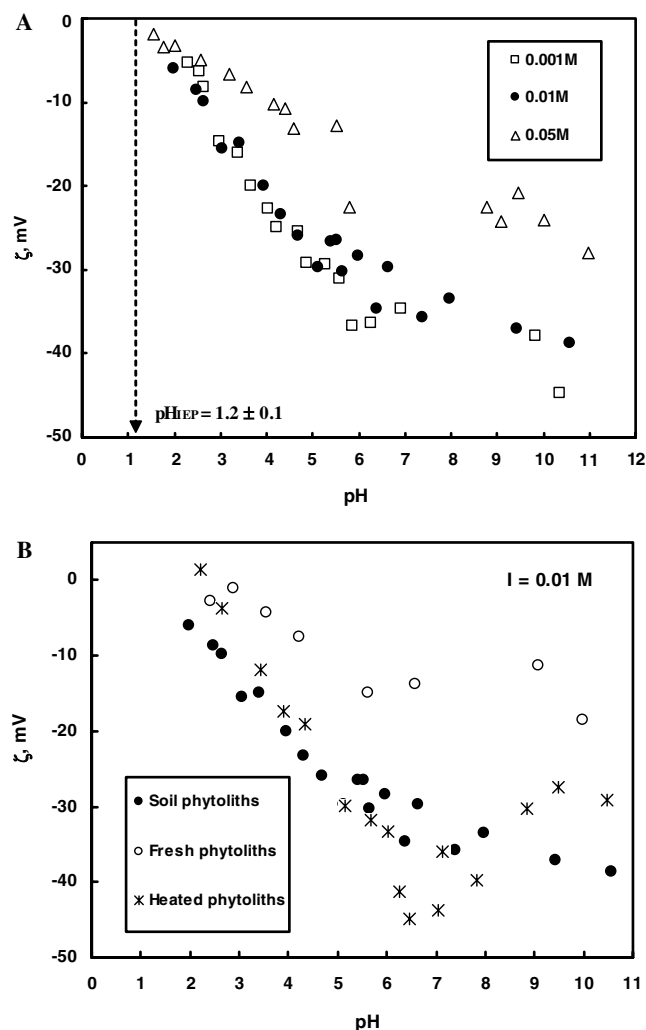 A
0
-10
-20
-30
-40
-50
ζ, mV
0.001M
0.01M
0.05M
pHIEP = 1.2 ± 0.1
0 1 2 3 4 5 6 7 8 9 10 11 12
pH
B
I = 0.01 M
0
-10
-20
-30
-40
-50
ζ, mV
Soil phytoliths
Fresh phytoliths
Heated phytoliths
0 1 2 3 4 5 6 7 8 9 10 11
pH